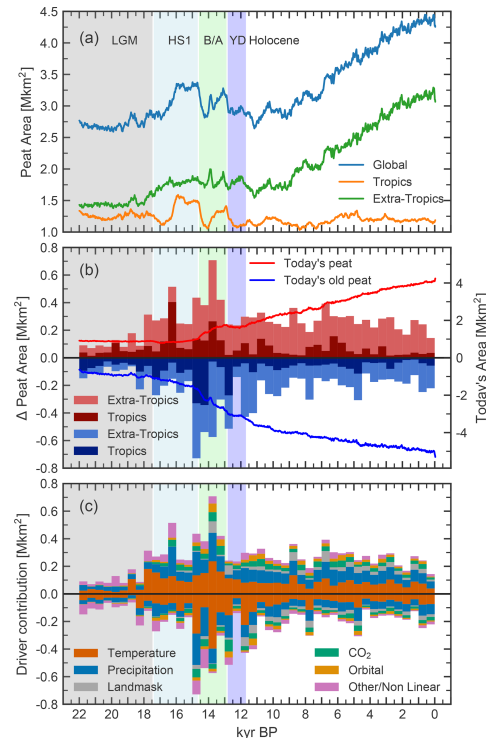 4.5
4.0
3.5
3.0
2.5
2.0
1.5
1.0
Peat Area [Mkm²]
(a)
LGM
HS1
B/A
YD
Holocene
Global
Tropics
Extra-Tropics
0.8
0.6
0.4
0.2
0.0
-0.2
-0.4
-0.6
-0.8
Δ Peat Area [Mkm²]
(b)
Today's peat
Today's old peat
Extra-Tropics
Tropics
Extra-Tropics
Tropics
4
2
0
-2
-4
Today's Area [Mkm²]
0.8
0.6
0.4
0.2
0.0
-0.2
-0.4
-0.6
-0.8
Driver contribution [Mkm²]
(c)
Temperature
Precipitation
Landmask
CO₂
Orbital
Other/Non Linear
22 20 18 16 14 12 10 8 6 4 2 0
kyr BP